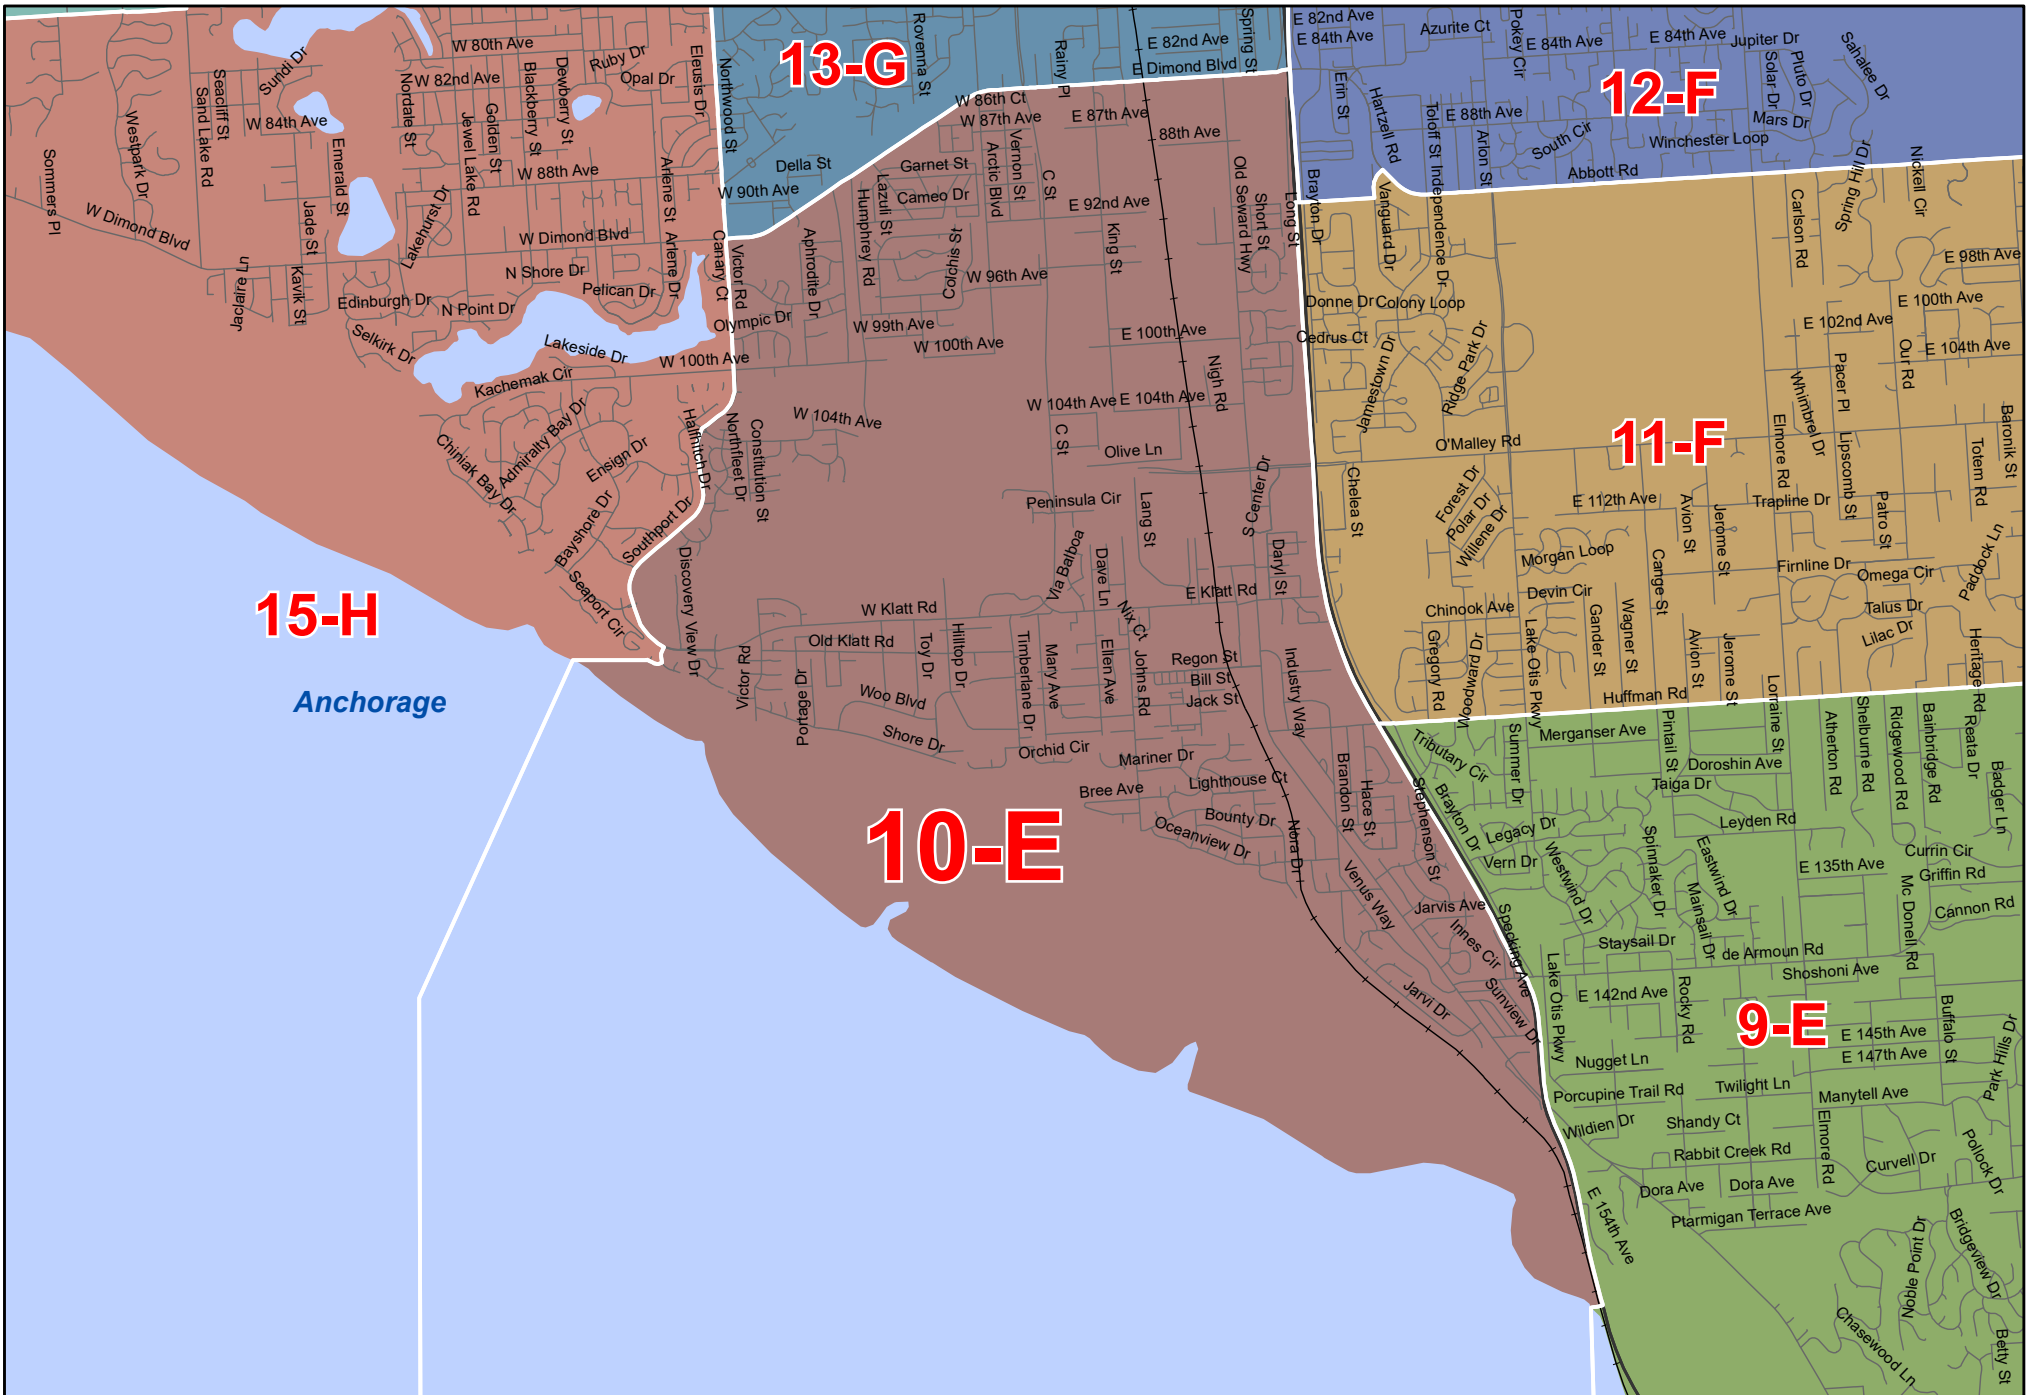 W 80th Ave
Ruby Dr
Opal Dr
Eleusis Dr
Northwood St
13-G
Rovenna St
Rainy Pl
E 82nd Ave
E Dimond Blvd
Spring St
E 82nd Ave
E 84th Ave
Azurite Ct
Pokey Cir
E 84th Ave
E 84th Ave
Jupiter Dr
Solar Dr
Pluto Dr
Sahalee Dr
12-F
Sundi Dr
Seacliff St
Sand Lake Rd
W 84th Ave
W 82nd Ave
Nordale St
Jewel Lake Rd
Golden St
Blackberry St
Dewberry St
W 88th Ave
Westpark Dr
Sommers Pl
W Dimond Blvd
Emerald St
Jade St
Kavik St
Jaclaire Ln
Lakehurst Dr
W Dimond Blvd
Arlene St
Arlene Dr
N Shore Dr
Pelican Dr
Edinburgh Dr
N Point Dr
Selkirk Dr
Lakeside Dr
Kachemak Cir
W 100th Ave
Canary Ct
Victor Rd
Olympic Dr
Della St
W 90th Ave
W 86th Ct
W 87th Ave
E 87th Ave
88th Ave
Vernon St
Arctic Blvd
C St
Garnet St
Cameo Dr
Lazuli St
Humphrey Rd
Aphrodite Dr
Colchis St
E 92nd Ave
King St
W 96th Ave
W 99th Ave
W 100th Ave
E 100th Ave
Old Seward Hwy
Short St
Long St
Nigh Rd
W 104th Ave
W 104th Ave
E 104th Ave
C St
Olive Ln
Erin St
Hartzell Rd
Toloff St
Independence Dr
E 88th Ave
Arlon St
South Cir
Winchester Loop
Mars Dr
Abbott Rd
Spring Hill Dr
Nickell Cir
Brayton Dr
Vanguard Dr
Carlson Rd
E 98th Ave
E 100th Ave
Donne Dr
Colony Loop
Cedrus Ct
Jamestown Dr
Ridge Park Dr
E 102nd Ave
E 104th Ave
Our Rd
Pacer Pl
Whimbrel Dr
Elmore Rd
Lipscomb St
Baronik St
Totem Rd
11-F
O'Malley Rd
Chiniak Bay Dr
Admiralty Bay Dr
Ensign Dr
Halfhitch Dr
Northfleet Dr
Constitution St
Bayshore Dr
Southport Dr
Seaport Cir
Discovery View Dr
15-H
Anchorage
Peninsula Cir
Lang St
S Center Dr
Daryl St
Via Balboa
Dave Ln
Nix Ct
E Klatt Rd
W Klatt Rd
Old Klatt Rd
Toy Dr
Hilltop Dr
Timberlane Dr
Mary Ave
Ellen Ave
Johns Rd
Regon St
Bill St
Jack St
Industry Way
Victor Rd
Portage Dr
Woo Blvd
Shore Dr
Orchid Cir
Mariner Dr
Lighthouse Ct
Bree Ave
Bounty Dr
Oceanview Dr
Nora Dr
Brandon St
Hace St
Stephenson St
10-E
Venus Way
Jarvis Ave
Innes Cir
Specking Ave
Sunview Dr
Jarvi Dr
Chelea St
Forest Dr
Polar Dr
Willene Dr
E 112th Ave
Avion St
Jerome St
Trapline Dr
Patro St
Morgan Loop
Devin Cir
Cange St
Firnline Dr
Omega Cir
Paddock Ln
Talus Dr
Lilac Dr
Heritage Rd
Chinook Ave
Gregory Rd
Woodward Dr
Lake Otis Pkwy
Gander St
Wagner St
Avion St
Jerome St
Lorraine St
Huffman Rd
Tributary Cir
Summer Dr
Merganser Ave
Pintail St
Doroshin Ave
Taiga Dr
Atherton Rd
Shelburne Rd
Ridgewood Rd
Bainbridge Rd
Reata Dr
Badger Ln
Brayton Dr
Legacy Dr
Vern Dr
Westwind Dr
Spinnaker Dr
Leyden Rd
Eastwind Dr
Mainsail Dr
E 135th Ave
Currin Cir
Griffin Rd
Mc Donell Rd
Cannon Rd
Staysail Dr
de Armoun Rd
Shoshoni Ave
Lake Otis Pkwy
E 142nd Ave
Rocky Rd
9-E
E 145th Ave
E 147th Ave
Buffalo St
Park Hills Dr
Nugget Ln
Porcupine Trail Rd
Twilight Ln
Manytell Ave
Wildien Dr
Shandy Ct
Elmore Rd
Rabbit Creek Rd
Curvell Dr
Pollock Dr
Dora Ave
Dora Ave
E 154th Ave
Ptarmigan Terrace Ave
Noble Point Dr
Bridgeview Dr
Chasewood Ln
Betty St